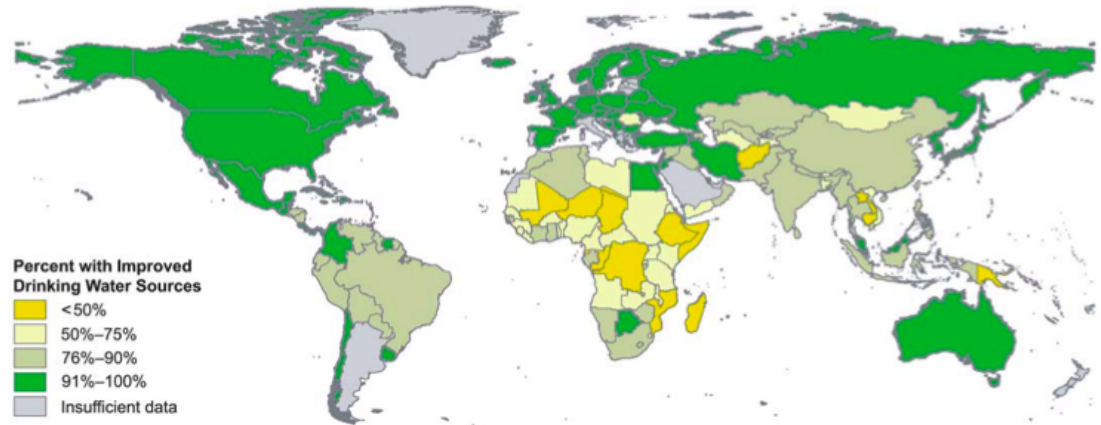 Percent with Improved
Drinking Water Sources
<50%
50%–75%
76%–90%
91%–100%
Insufficient data